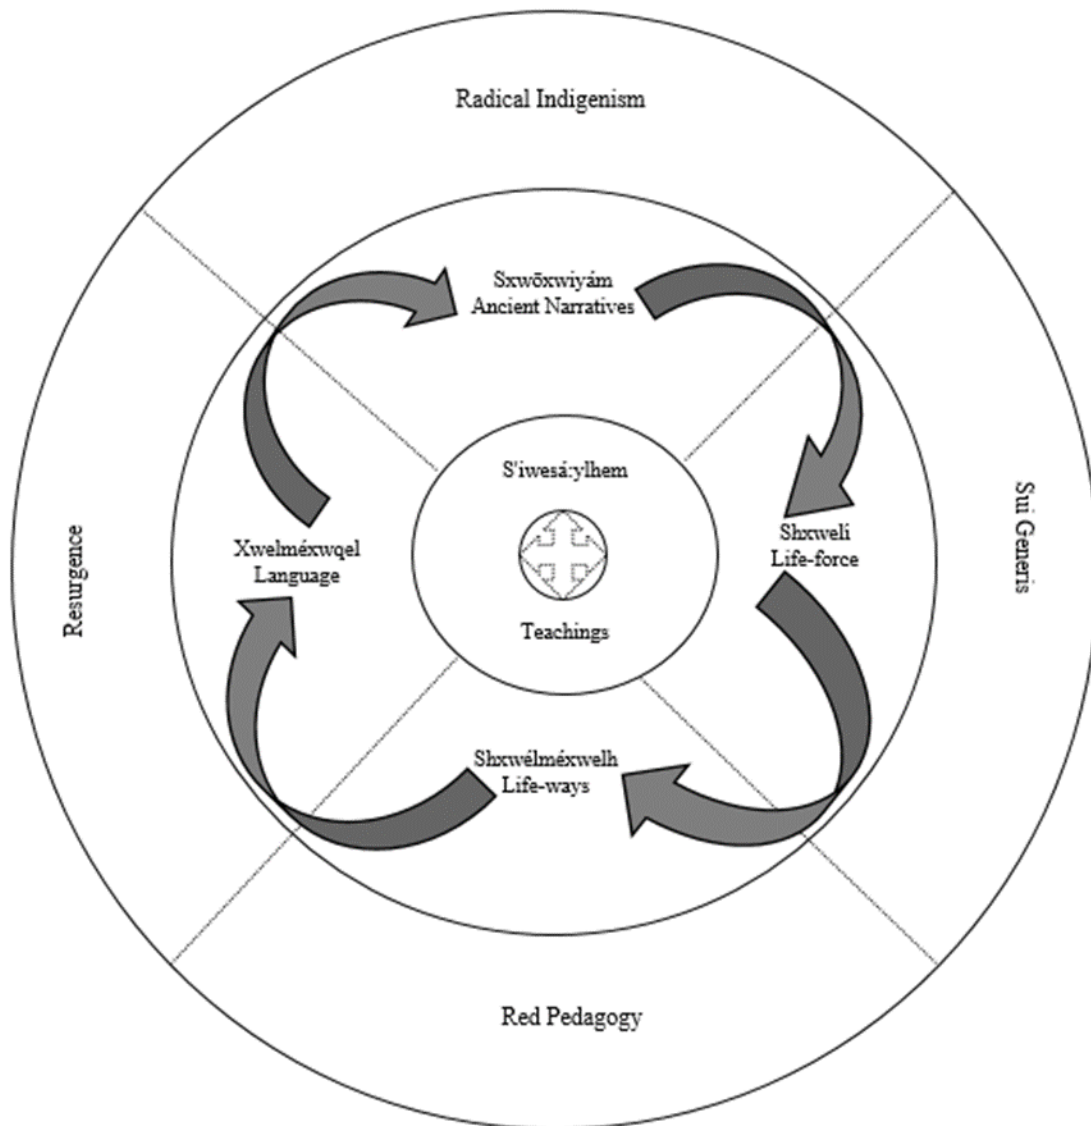 Radical Indigenism
Sxwōxwiyám
Ancient Narratives
S'iwesá:ylhem
Teachings
Shxwelí
Life-force
Sui Generis
Xwelméxwqel
Language
Resurgence
Shxwélméxwelh
Life-ways
Red Pedagogy